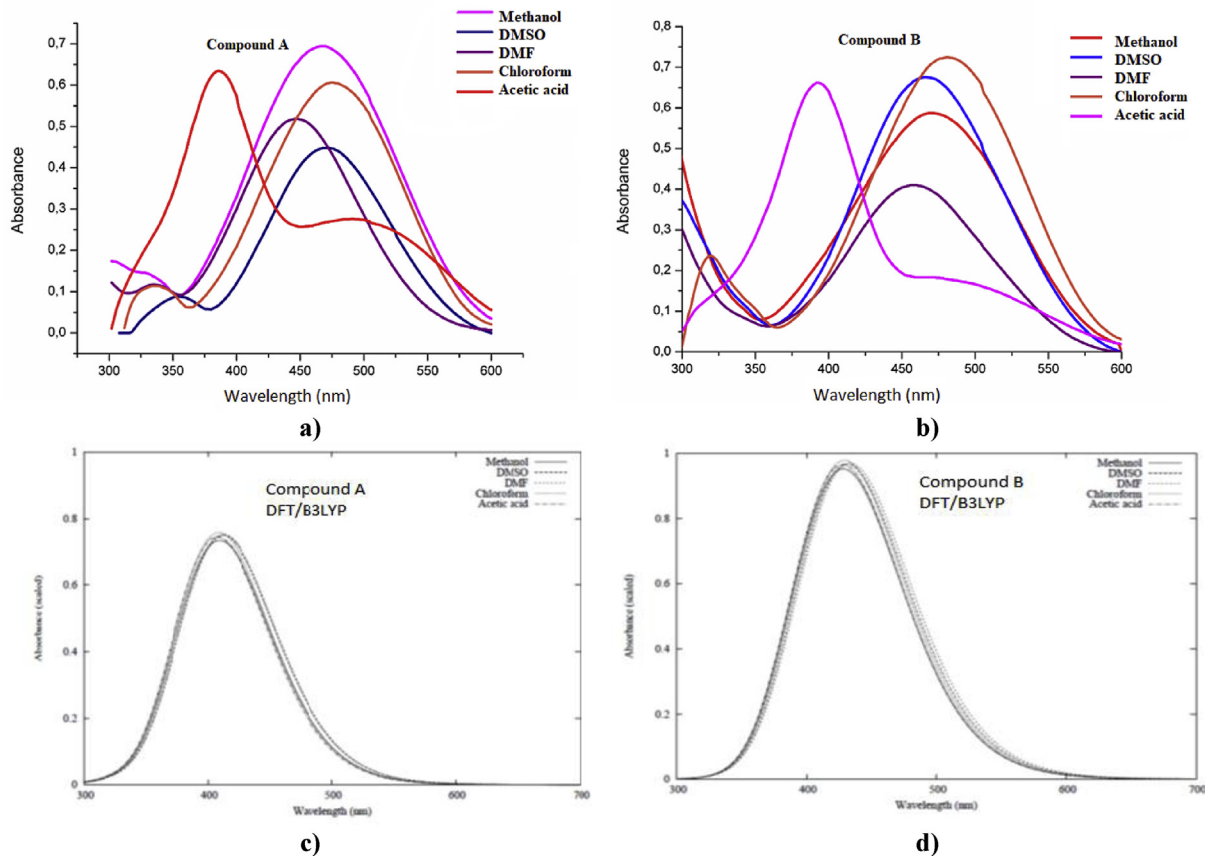 Compound A
Methanol
DMSO
DMF
Chloroform
Acetic acid
Absorbance
0,7
0,6
0,5
0,4
0,3
0,2
0,1
0,0
300 350 400 450 500 550 600
Wavelength (nm)
a)
Compound B
Methanol
DMSO
DMF
Chloroform
Acetic acid
Absorbance
0,8
0,7
0,6
0,5
0,4
0,3
0,2
0,1
0,0
300 350 400 450 500 550 600
Wavelength (nm)
b)
Compound A
DFT/B3LYP
Methanol
DMSO
DMF
Chloroform
Acetic acid
Absorbance (scaled)
1
0.8
0.6
0.4
0.2
0
300 400 500 600 700
Wavelength (nm)
c)
Compound B
DFT/B3LYP
Methanol
DMSO
DMF
Chloroform
Acetic acid
Absorbance (scaled)
1
0.8
0.6
0.4
0.2
0
300 400 500 600 700
Wavelength (nm)
d)